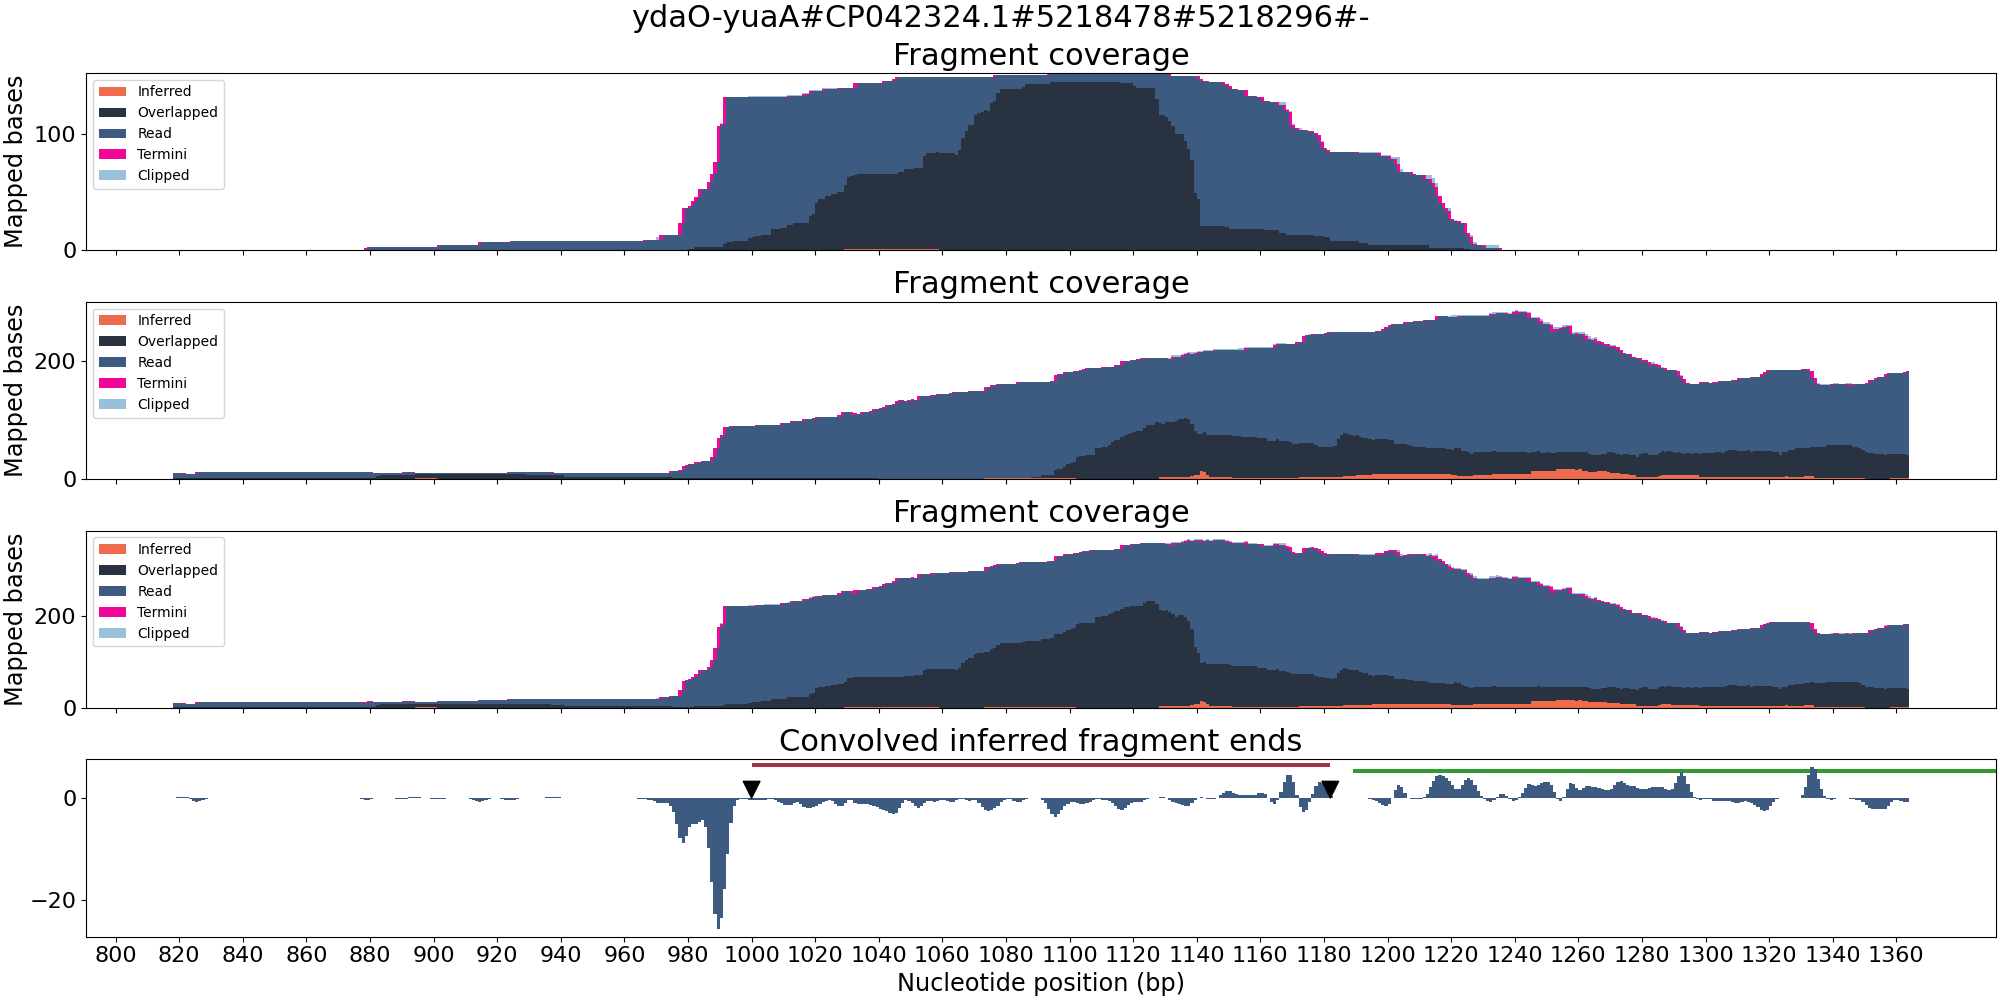 ydaO-yuaA#CP042324.1#5218478#5218296#-
Fragment coverage
Mapped bases
100
0
Inferred
Overlapped
Read
Termini
Clipped
Fragment coverage
Mapped bases
200
0
Inferred
Overlapped
Read
Termini
Clipped
Fragment coverage
Mapped bases
200
0
Inferred
Overlapped
Read
Termini
Clipped
Convolved inferred fragment ends
0
−20
800 820 840 860 880 900 920 940 960 980 1000 1020 1040 1060 1080 1100 1120 1140 1160 1180 1200 1220 1240 1260 1280 1300 1320 1340 1360
Nucleotide position (bp)